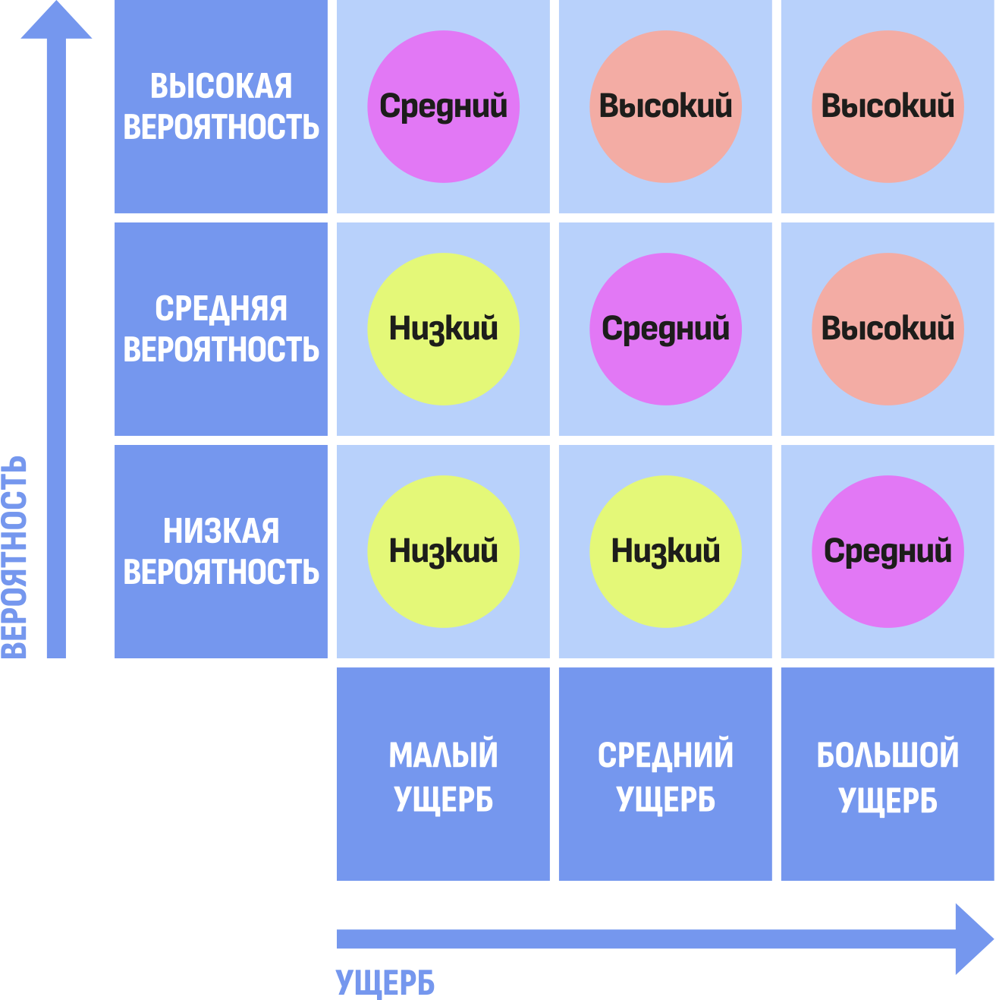 ВЫСОКАЯ
ВЕРОЯТНОСТЬ
Средний
Высокий
Высокий
СРЕДНЯЯ
ВЕРОЯТНОСТЬ
Низкий
Средний
Высокий
НИЗКАЯ
ВЕРОЯТНОСТЬ
Низкий
Низкий
Средний
ВЕРОЯТНОСТЬ
МАЛЫЙ
УЩЕРБ
СРЕДНИЙ
УЩЕРБ
БОЛЬШОЙ
УЩЕРБ
УЩЕРБ